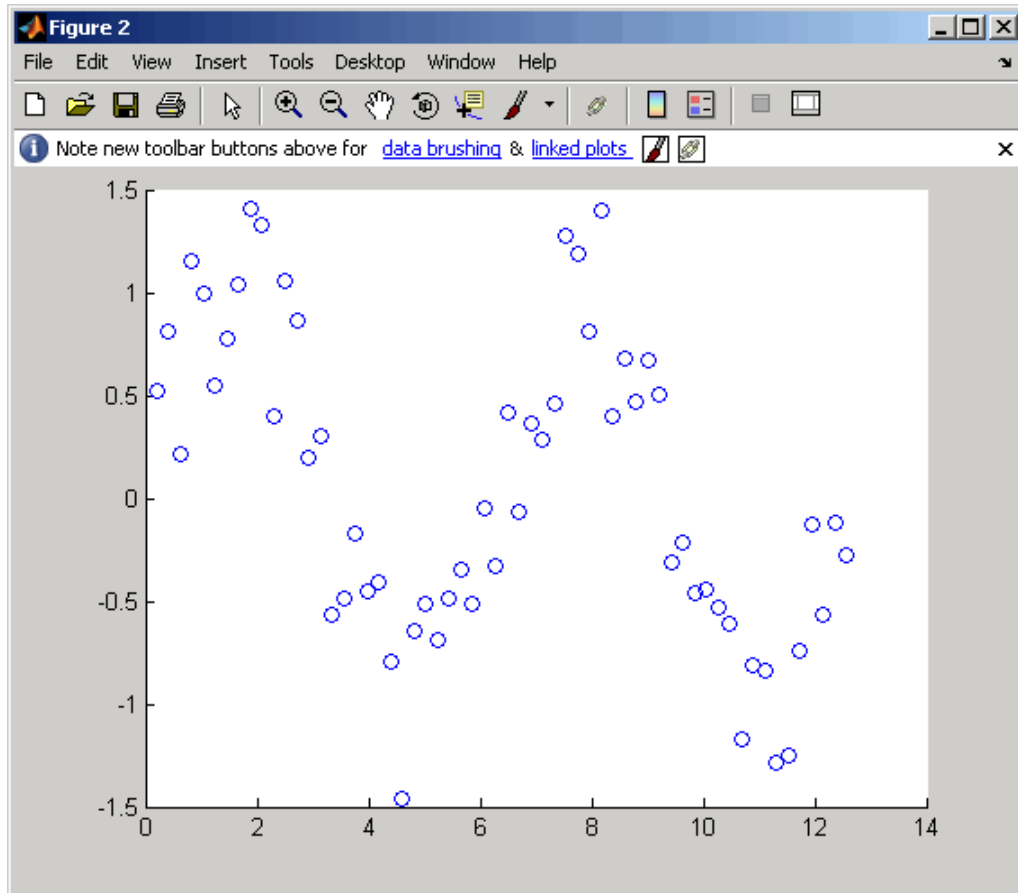 Figure 2
File Edit View Insert Tools Desktop Window Help
Note new toolbar buttons above for data brushing & linked plots
1.5
1
0.5
0
-0.5
-1
-1.5
0 2 4 6 8 10 12 14